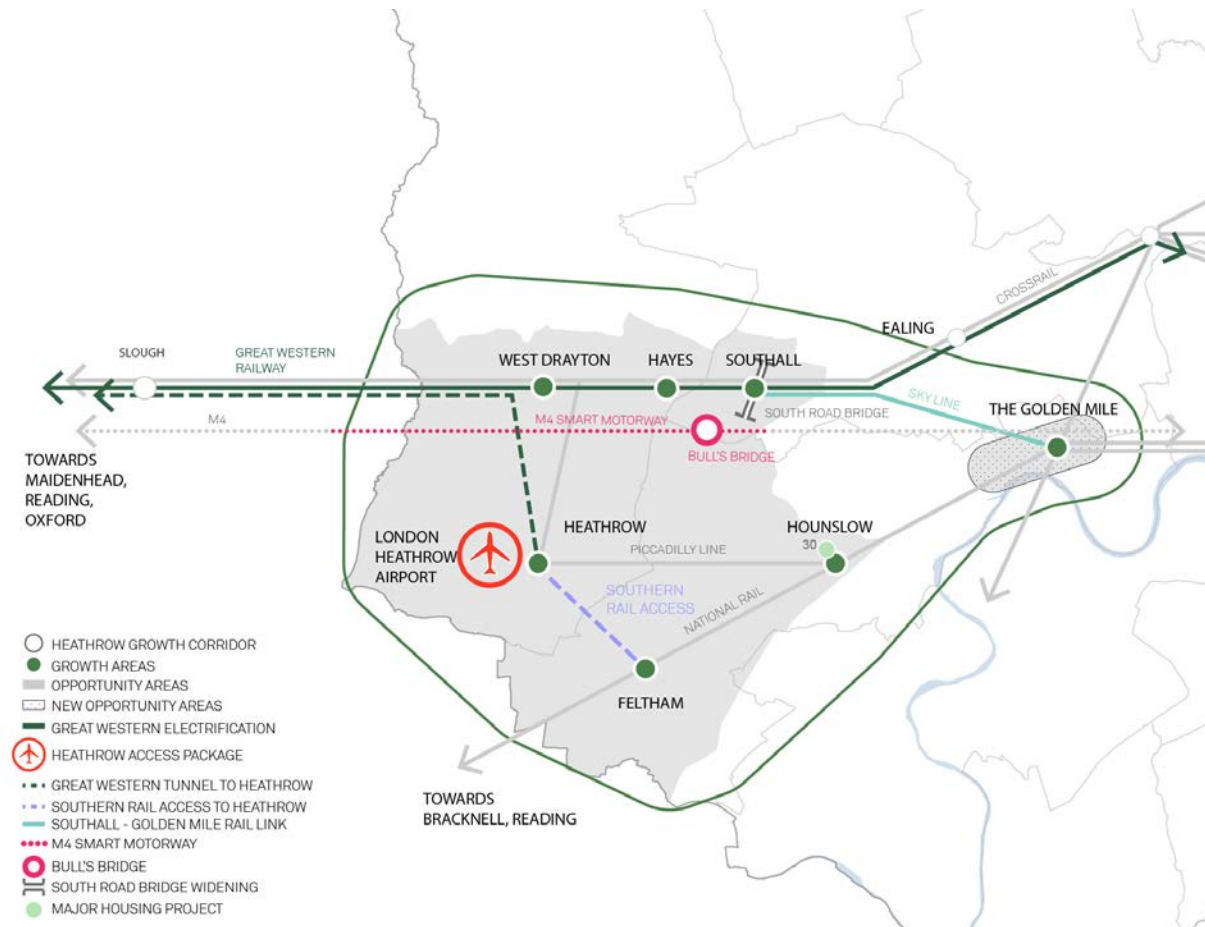 CROSSRAIL
EALING
SLOUGH
GREAT WESTERN
RAILWAY
WEST DRAYTON
HAYES
SOUTHALL
SKY LINE
THE GOLDEN MILE
M4
M4 SMART MOTORWAY
SOUTH ROAD BRIDGE
BULL'S BRIDGE
TOWARDS
MAIDENHEAD,
READING,
OXFORD
LONDON
HEATHROW
AIRPORT
HEATHROW
HOUNSLOW
30
PICCADILLY LINE
SOUTHERN
RAIL ACCESS
NATIONAL RAIL
FELTHAM
TOWARDS
BRACKNELL, READING
HEATHROW GROWTH CORRIDOR
GROWTH AREAS
OPPORTUNITY AREAS
NEW OPPORTUNITY AREAS
GREAT WESTERN ELECTRIFICATION
HEATHROW ACCESS PACKAGE
GREAT WESTERN TUNNEL TO HEATHROW
SOUTHERN RAIL ACCESS TO HEATHROW
SOUTHALL - GOLDEN MILE RAIL LINK
M4 SMART MOTORWAY
BULL'S BRIDGE
SOUTH ROAD BRIDGE WIDENING
MAJOR HOUSING PROJECT